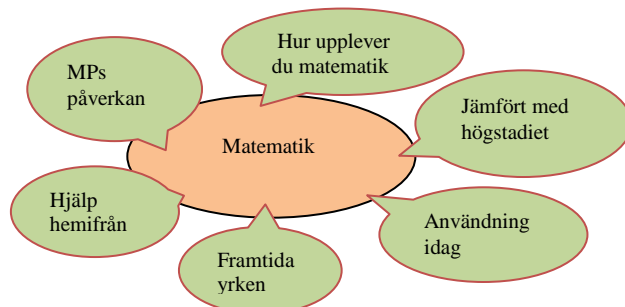 Hur upplever
du matematik
MPs
påverkan
Jämfört med
högstadiet
Matematik
Hjälp
hemifrån
Användning
idag
Framtida
yrken